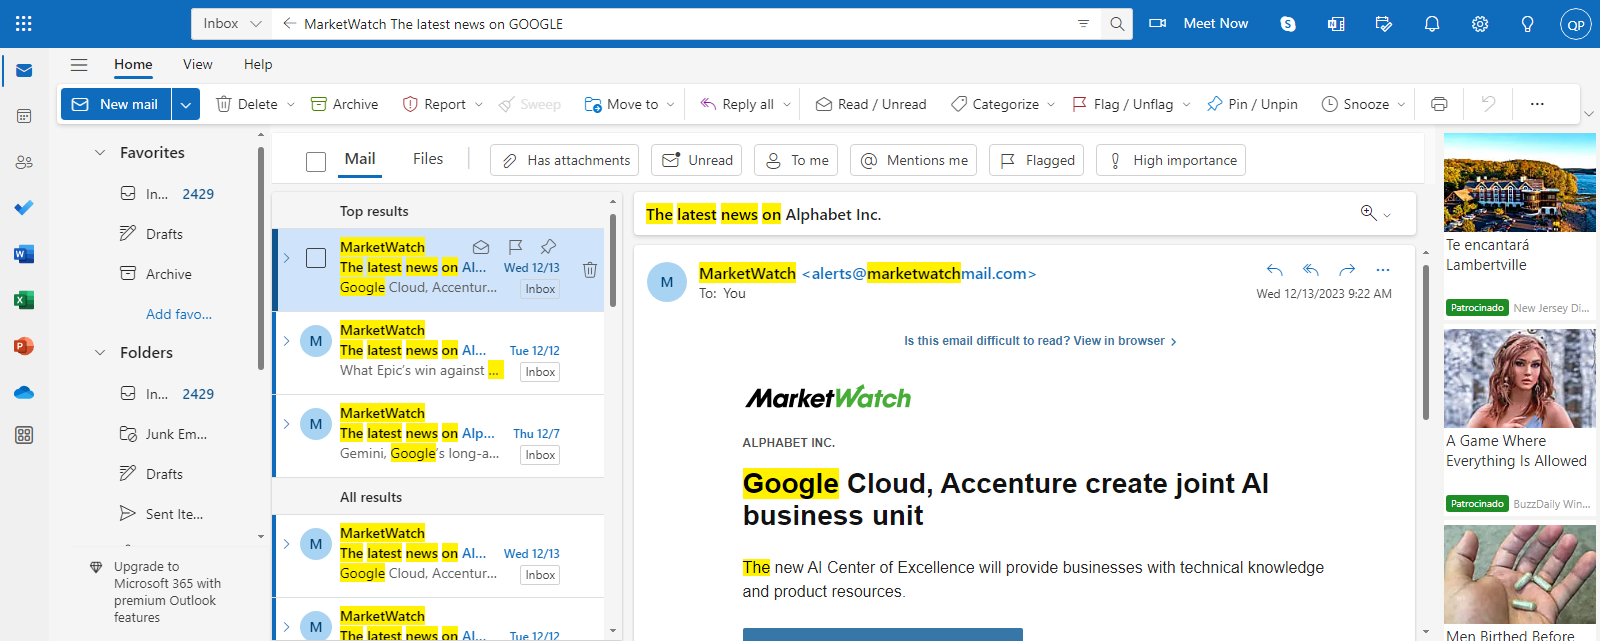 Inbox
MarketWatch The latest news on GOOGLE
Meet Now
QP
Home View Help
New mail Delete Archive Report Sweep Move to Reply all Read / Unread Categorize Flag / Unflag Pin / Unpin Snooze
Favorites
In... 2429
Drafts
Archive
Add favo...
Folders
In... 2429
Junk Em...
Drafts
Sent Ite...
Upgrade to
Microsoft 365 with
premium Outlook
features
Mail Files Has attachments Unread To me Mentions me Flagged High importance
Top results
MarketWatch
The latest news on Al... Wed 12/13
Google Cloud, Accentur... Inbox
M
MarketWatch
The latest news on Al... Tue 12/12
What Epic's win against ... Inbox
M
MarketWatch
The latest news on Alp... Thu 12/7
Gemini, Google's long-a... Inbox
All results
M
MarketWatch
The latest news on Al... Wed 12/13
Google Cloud, Accentur... Inbox
M
MarketWatch
The latest news on Al... Tue 12/12
The latest news on Alphabet Inc.
M
MarketWatch <alerts@marketwatchmail.com>
To: You
Wed 12/13/2023 9:22 AM
Is this email difficult to read? View in browser ›
MarketWatch
ALPHABET INC.
Google Cloud, Accenture create joint AI
business unit
The new AI Center of Excellence will provide businesses with technical knowledge
and product resources.
Te encantará
Lambertville
Patrocinado New Jersey Di...
A Game Where
Everything Is Allowed
Patrocinado BuzzDaily Win...
Men Birthed Before